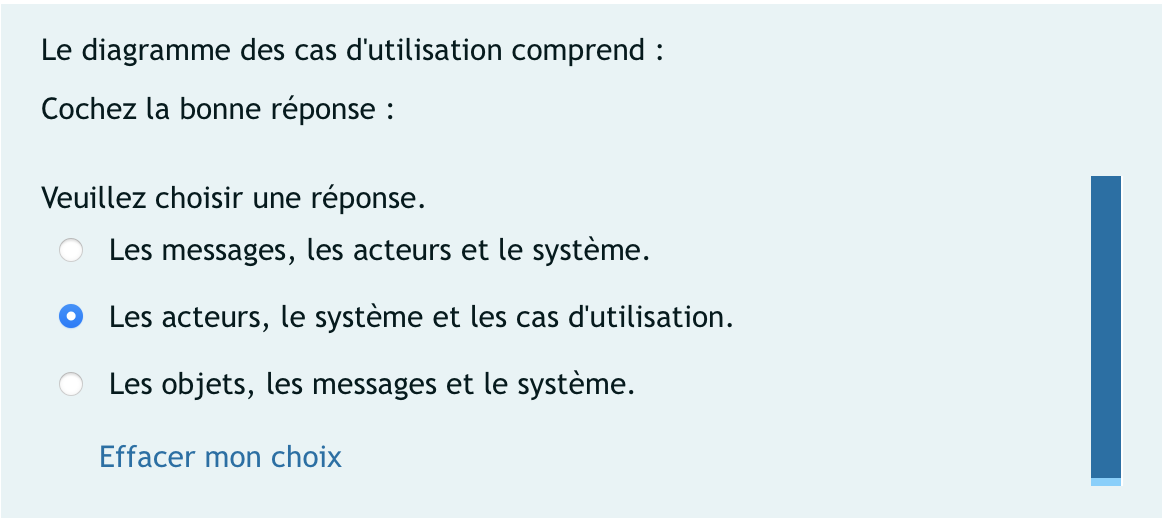 Le diagramme des cas d'utilisation comprend :
Cochez la bonne réponse :
Veuillez choisir une réponse.
Les messages, les acteurs et le système.
Les acteurs, le système et les cas d'utilisation.
Les objets, les messages et le système.
Effacer mon choix